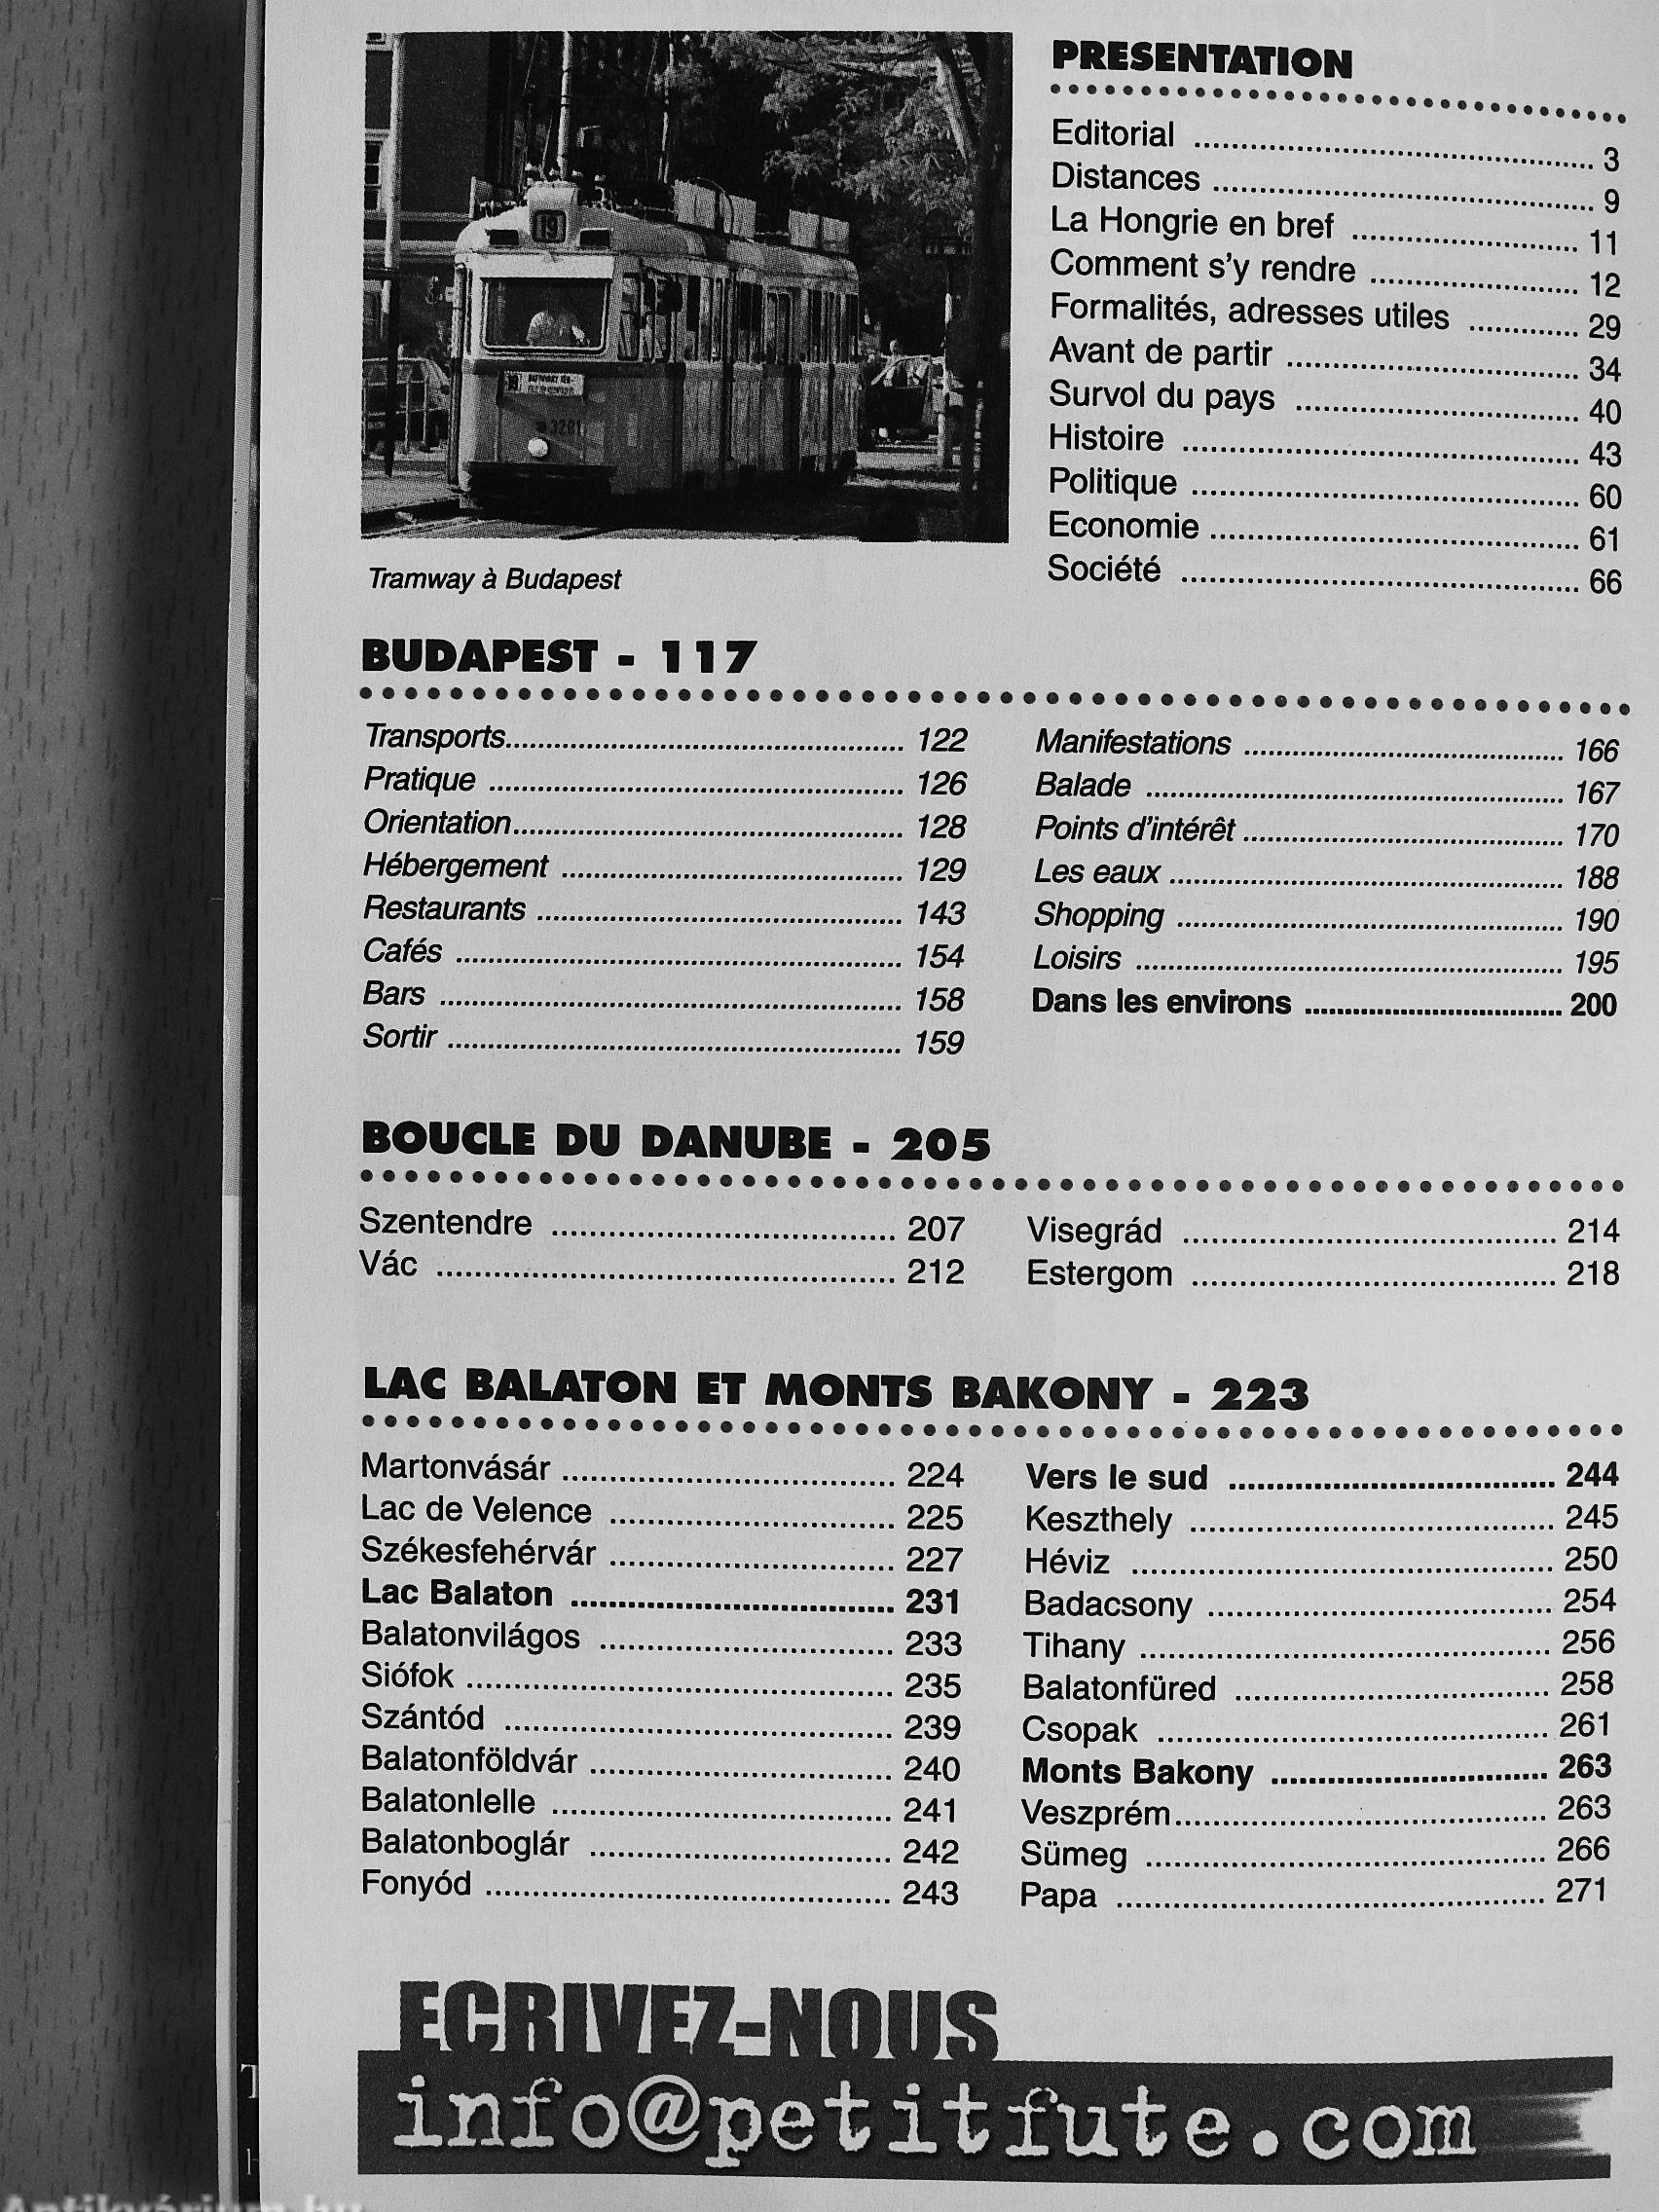 19
19
3281
Tramway à Budapest
PRESENTATION
Editorial ........ 3
Distances ........ 9
La Hongrie en bref ........ 11
Comment s'y rendre ........ 12
Formalités, adresses utiles ........ 29
Avant de partir ........ 34
Survol du pays ........ 40
Histoire ........ 43
Politique ........ 60
Economie ........ 61
Société ........ 66
BUDAPEST - 117
Transports ........ 122
Pratique ........ 126
Orientation ........ 128
Hébergement ........ 129
Restaurants ........ 143
Cafés ........ 154
Bars ........ 158
Sortir ........ 159
Manifestations ........ 166
Balade ........ 167
Points d'intérêt ........ 170
Les eaux ........ 188
Shopping ........ 190
Loisirs ........ 195
Dans les environs ........ 200
BOUCLE DU DANUBE - 205
Szentendre ........ 207
Vác ........ 212
Visegrád ........ 214
Estergom ........ 218
LAC BALATON ET MONTS BAKONY - 223
Martonvásár ........ 224
Lac de Velence ........ 225
Székesfehérvár ........ 227
Lac Balaton ........ 231
Balatonvilágos ........ 233
Siófok ........ 235
Szántód ........ 239
Balatonföldvár ........ 240
Balatonlelle ........ 241
Balatonboglár ........ 242
Fonyód ........ 243
Vers le sud ........ 244
Keszthely ........ 245
Héviz ........ 250
Badacsony ........ 254
Tihany ........ 256
Balatonfüred ........ 258
Csopak ........ 261
Monts Bakony ........ 263
Veszprém ........ 263
Sümeg ........ 266
Papa ........ 271
ECRIVEZ-NOUS
info@petitfute.com
Antikvárium.hu